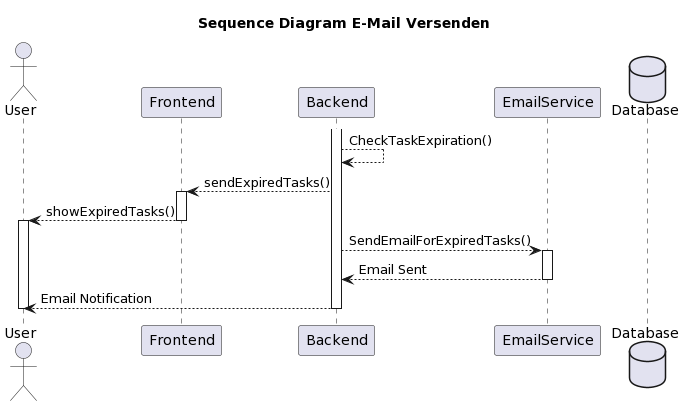 Sequence Diagram E-Mail Versenden
User
Frontend
Backend
EmailService
Database
CheckTaskExpiration()
sendExpiredTasks()
showExpiredTasks()
SendEmailForExpiredTasks()
Email Sent
Email Notification
User
Frontend
Backend
EmailService
Database